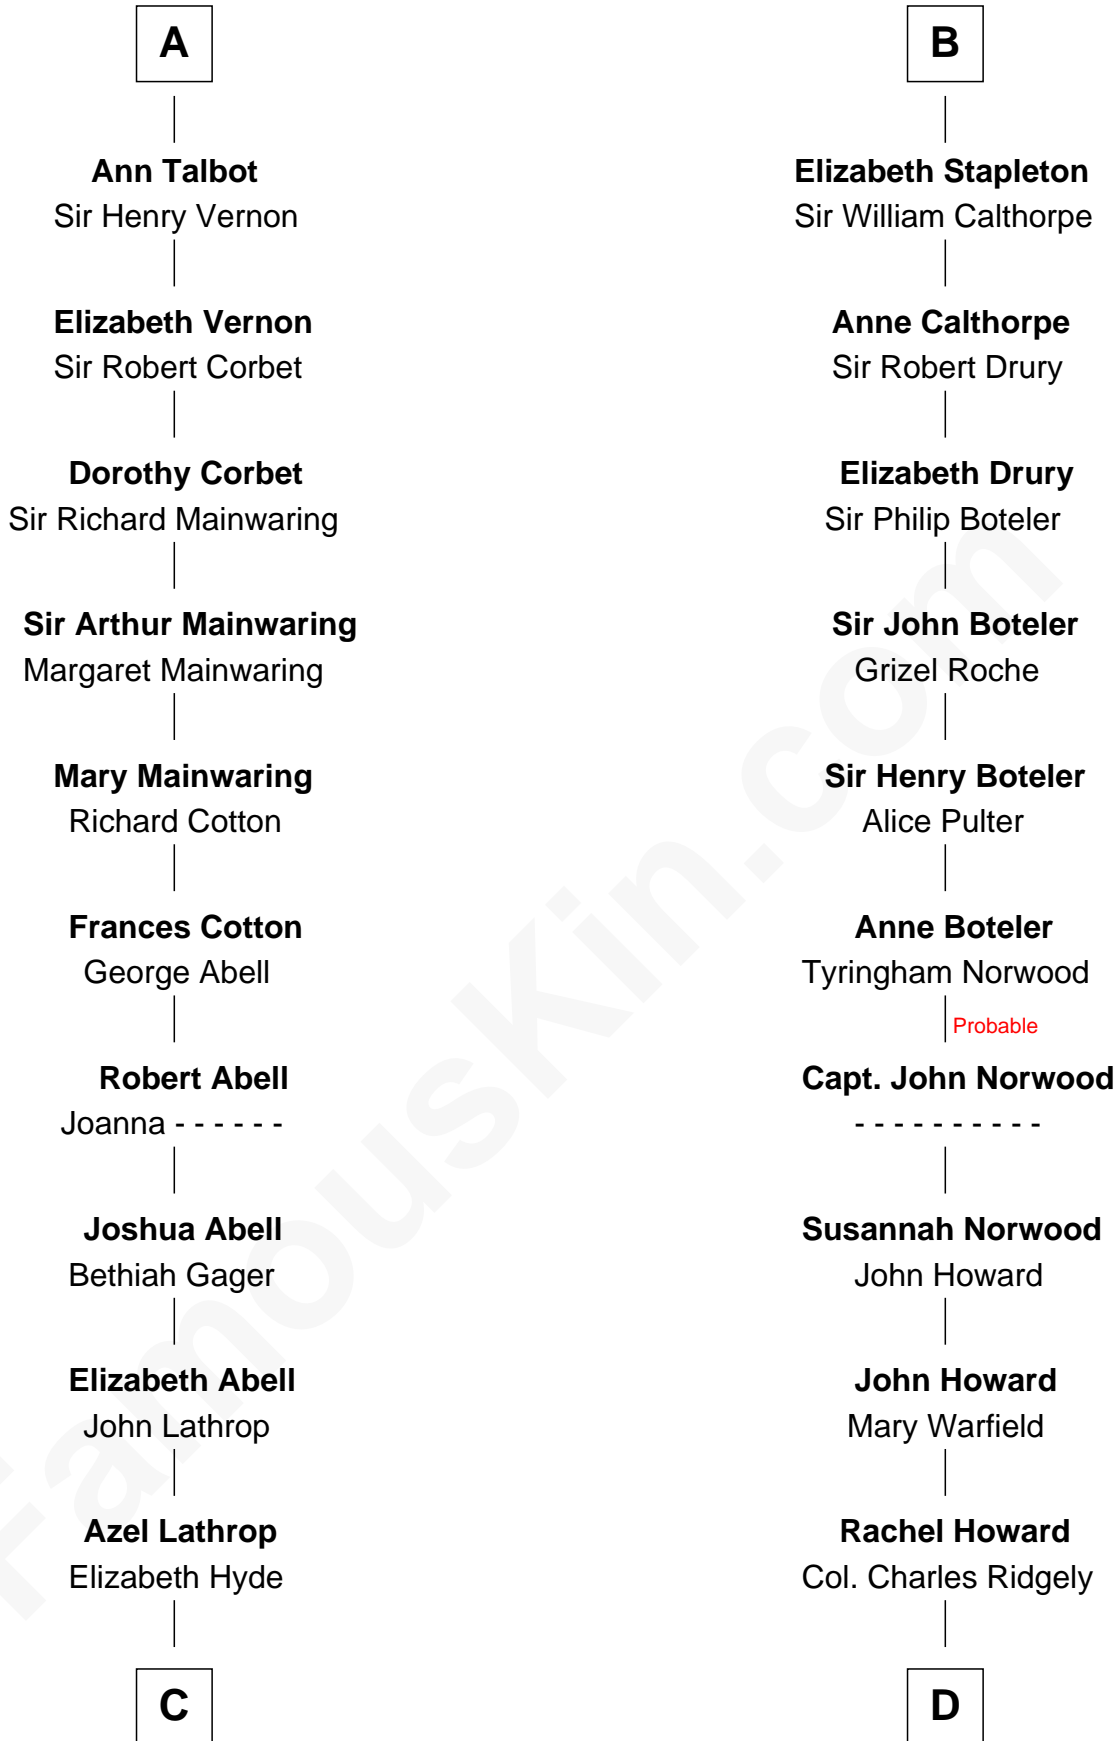 A
Ann Talbot
Sir Henry Vernon
Elizabeth Vernon
Sir Robert Corbet
Dorothy Corbet
Sir Richard Mainwaring
Sir Arthur Mainwaring
Margaret Mainwaring
Mary Mainwaring
Richard Cotton
Frances Cotton
George Abell
Robert Abell
Joanna - - - - - -
Joshua Abell
Bethiah Gager
Elizabeth Abell
John Lathrop
Azel Lathrop
Elizabeth Hyde
C
B
Elizabeth Stapleton
Sir William Calthorpe
Anne Calthorpe
Sir Robert Drury
Elizabeth Drury
Sir Philip Boteler
Sir John Boteler
Grizel Roche
Sir Henry Boteler
Alice Pulter
Anne Boteler
Tyringham Norwood
Probable
Capt. John Norwood
- - - - - - - - - -
Susannah Norwood
John Howard
John Howard
Mary Warfield
Rachel Howard
Col. Charles Ridgely
D
FamousKin.com